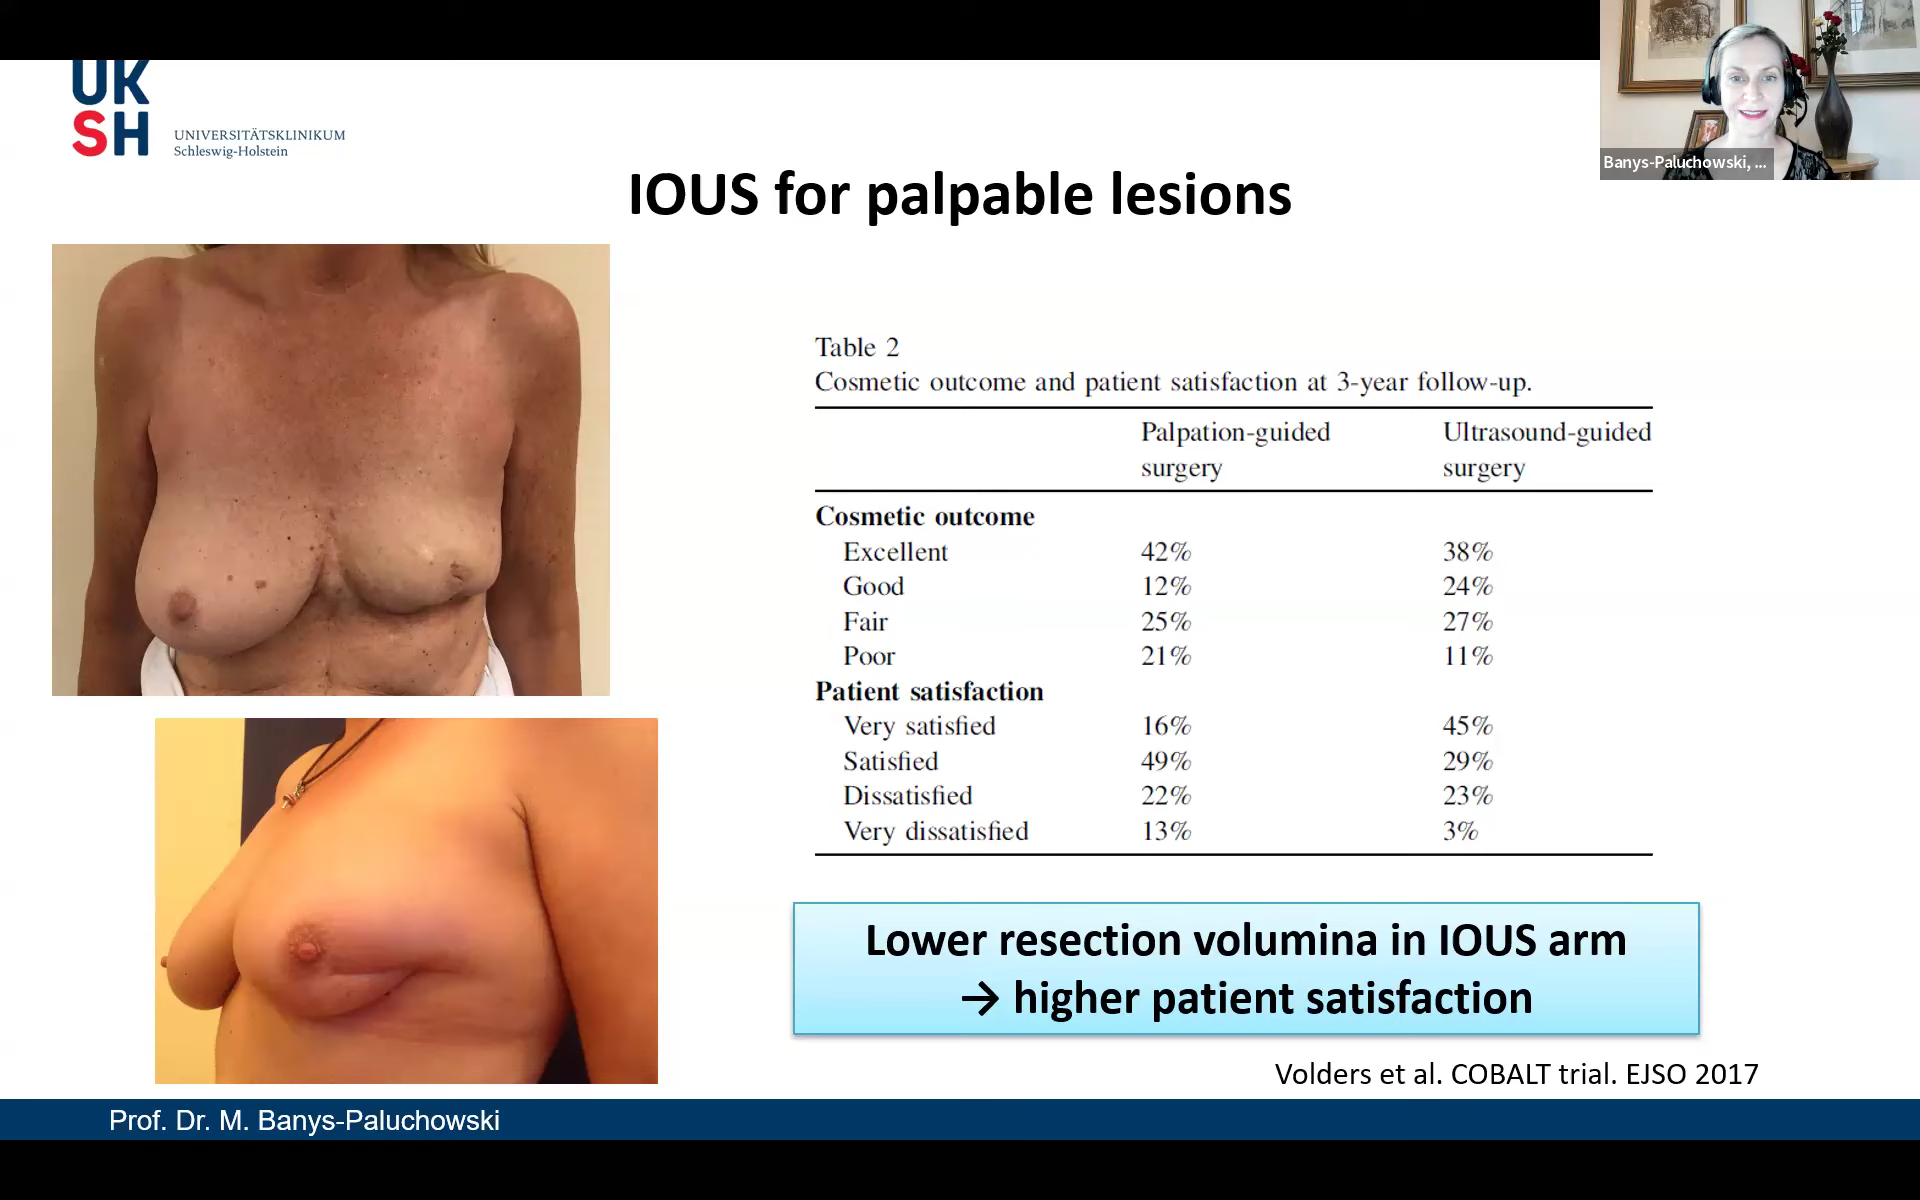 UK
SH
UNIVERSITÄTSKLINIKUM
Schleswig-Holstein
Banys-Paluchowski, ...
IOUS for palpable lesions
Table 2
Cosmetic outcome and patient satisfaction at 3-year follow-up.
Palpation-guided surgery Ultrasound-guided surgery
Cosmetic outcome
Excellent 42% 38%
Good 12% 24%
Fair 25% 27%
Poor 21% 11%
Patient satisfaction
Very satisfied 16% 45%
Satisfied 49% 29%
Dissatisfied 22% 23%
Very dissatisfied 13% 3%
Lower resection volumina in IOUS arm
→ higher patient satisfaction
Volders et al. COBALT trial. EJSO 2017
Prof. Dr. M. Banys-Paluchowski